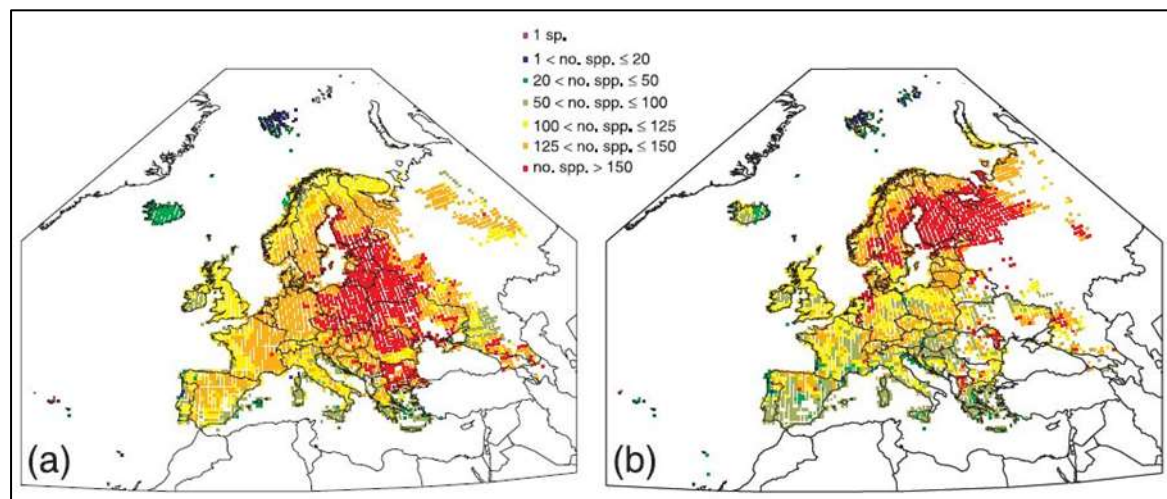 1 sp.
1 < no. spp. ≤ 20
20 < no. spp. ≤ 50
50 < no. spp. ≤ 100
100 < no. spp. ≤ 125
125 < no. spp. ≤ 150
no. spp. > 150
(a)
(b)